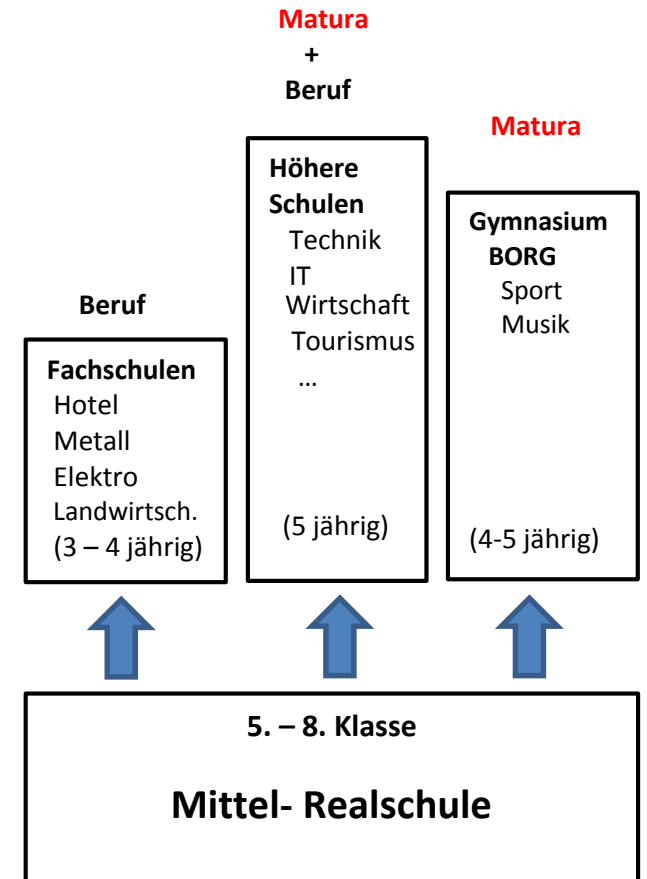 Matura
+
Beruf
Matura
Beruf
Höhere
Schulen
Technik
IT
Wirtschaft
Tourismus
...
(5 jährig)
Gymnasium
BORG
Sport
Musik
(4-5 jährig)
Fachschulen
Hotel
Metall
Elektro
Landwirtsch.
(3 – 4 jährig)
5. – 8. Klasse
Mittel- Realschule